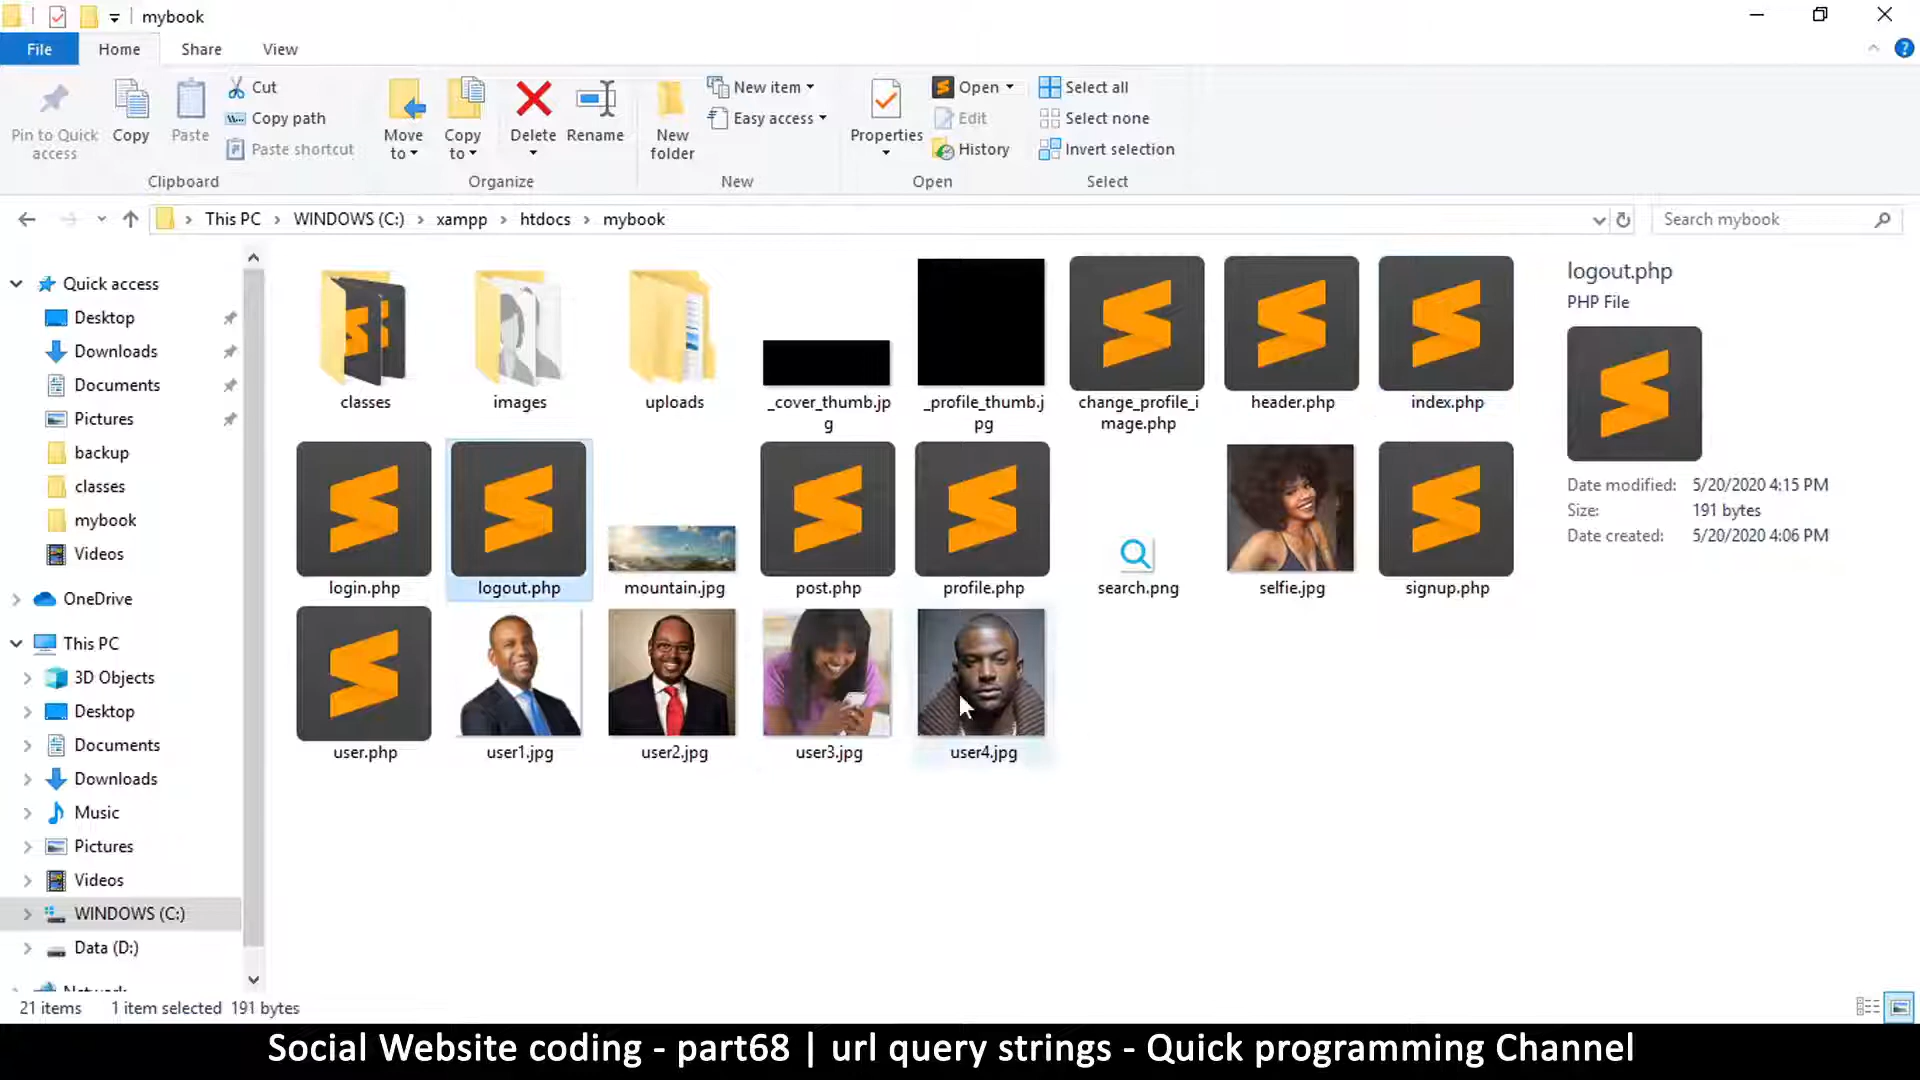 mybook
File Home Share View
Pin to Quick access
Copy
Paste
Cut
Copy path
Paste shortcut
Clipboard
Move to
Copy to
Delete
Rename
Organize
New folder
New item
Easy access
New
Properties
Open
Edit
History
Open
Select all
Select none
Invert selection
Select
This PC > WINDOWS (C:) > xampp > htdocs > mybook
Search mybook
Quick access
Desktop
Downloads
Documents
Pictures
backup
classes
mybook
Videos
OneDrive
This PC
3D Objects
Desktop
Documents
Downloads
Music
Pictures
Videos
WINDOWS (C:)
Data (D:)
Network
classes
images
uploads
_cover_thumb.jp
g
_profile_thumb.j
pg
change_profile_i
mage.php
header.php
index.php
login.php
logout.php
mountain.jpg
post.php
profile.php
search.png
selfie.jpg
signup.php
user.php
user1.jpg
user2.jpg
user3.jpg
user4.jpg
logout.php
PHP File
Date modified: 5/20/2020 4:15 PM
Size: 191 bytes
Date created: 5/20/2020 4:06 PM
21 items 1 item selected 191 bytes
Social Website coding - part68 | url query strings - Quick programming Channel